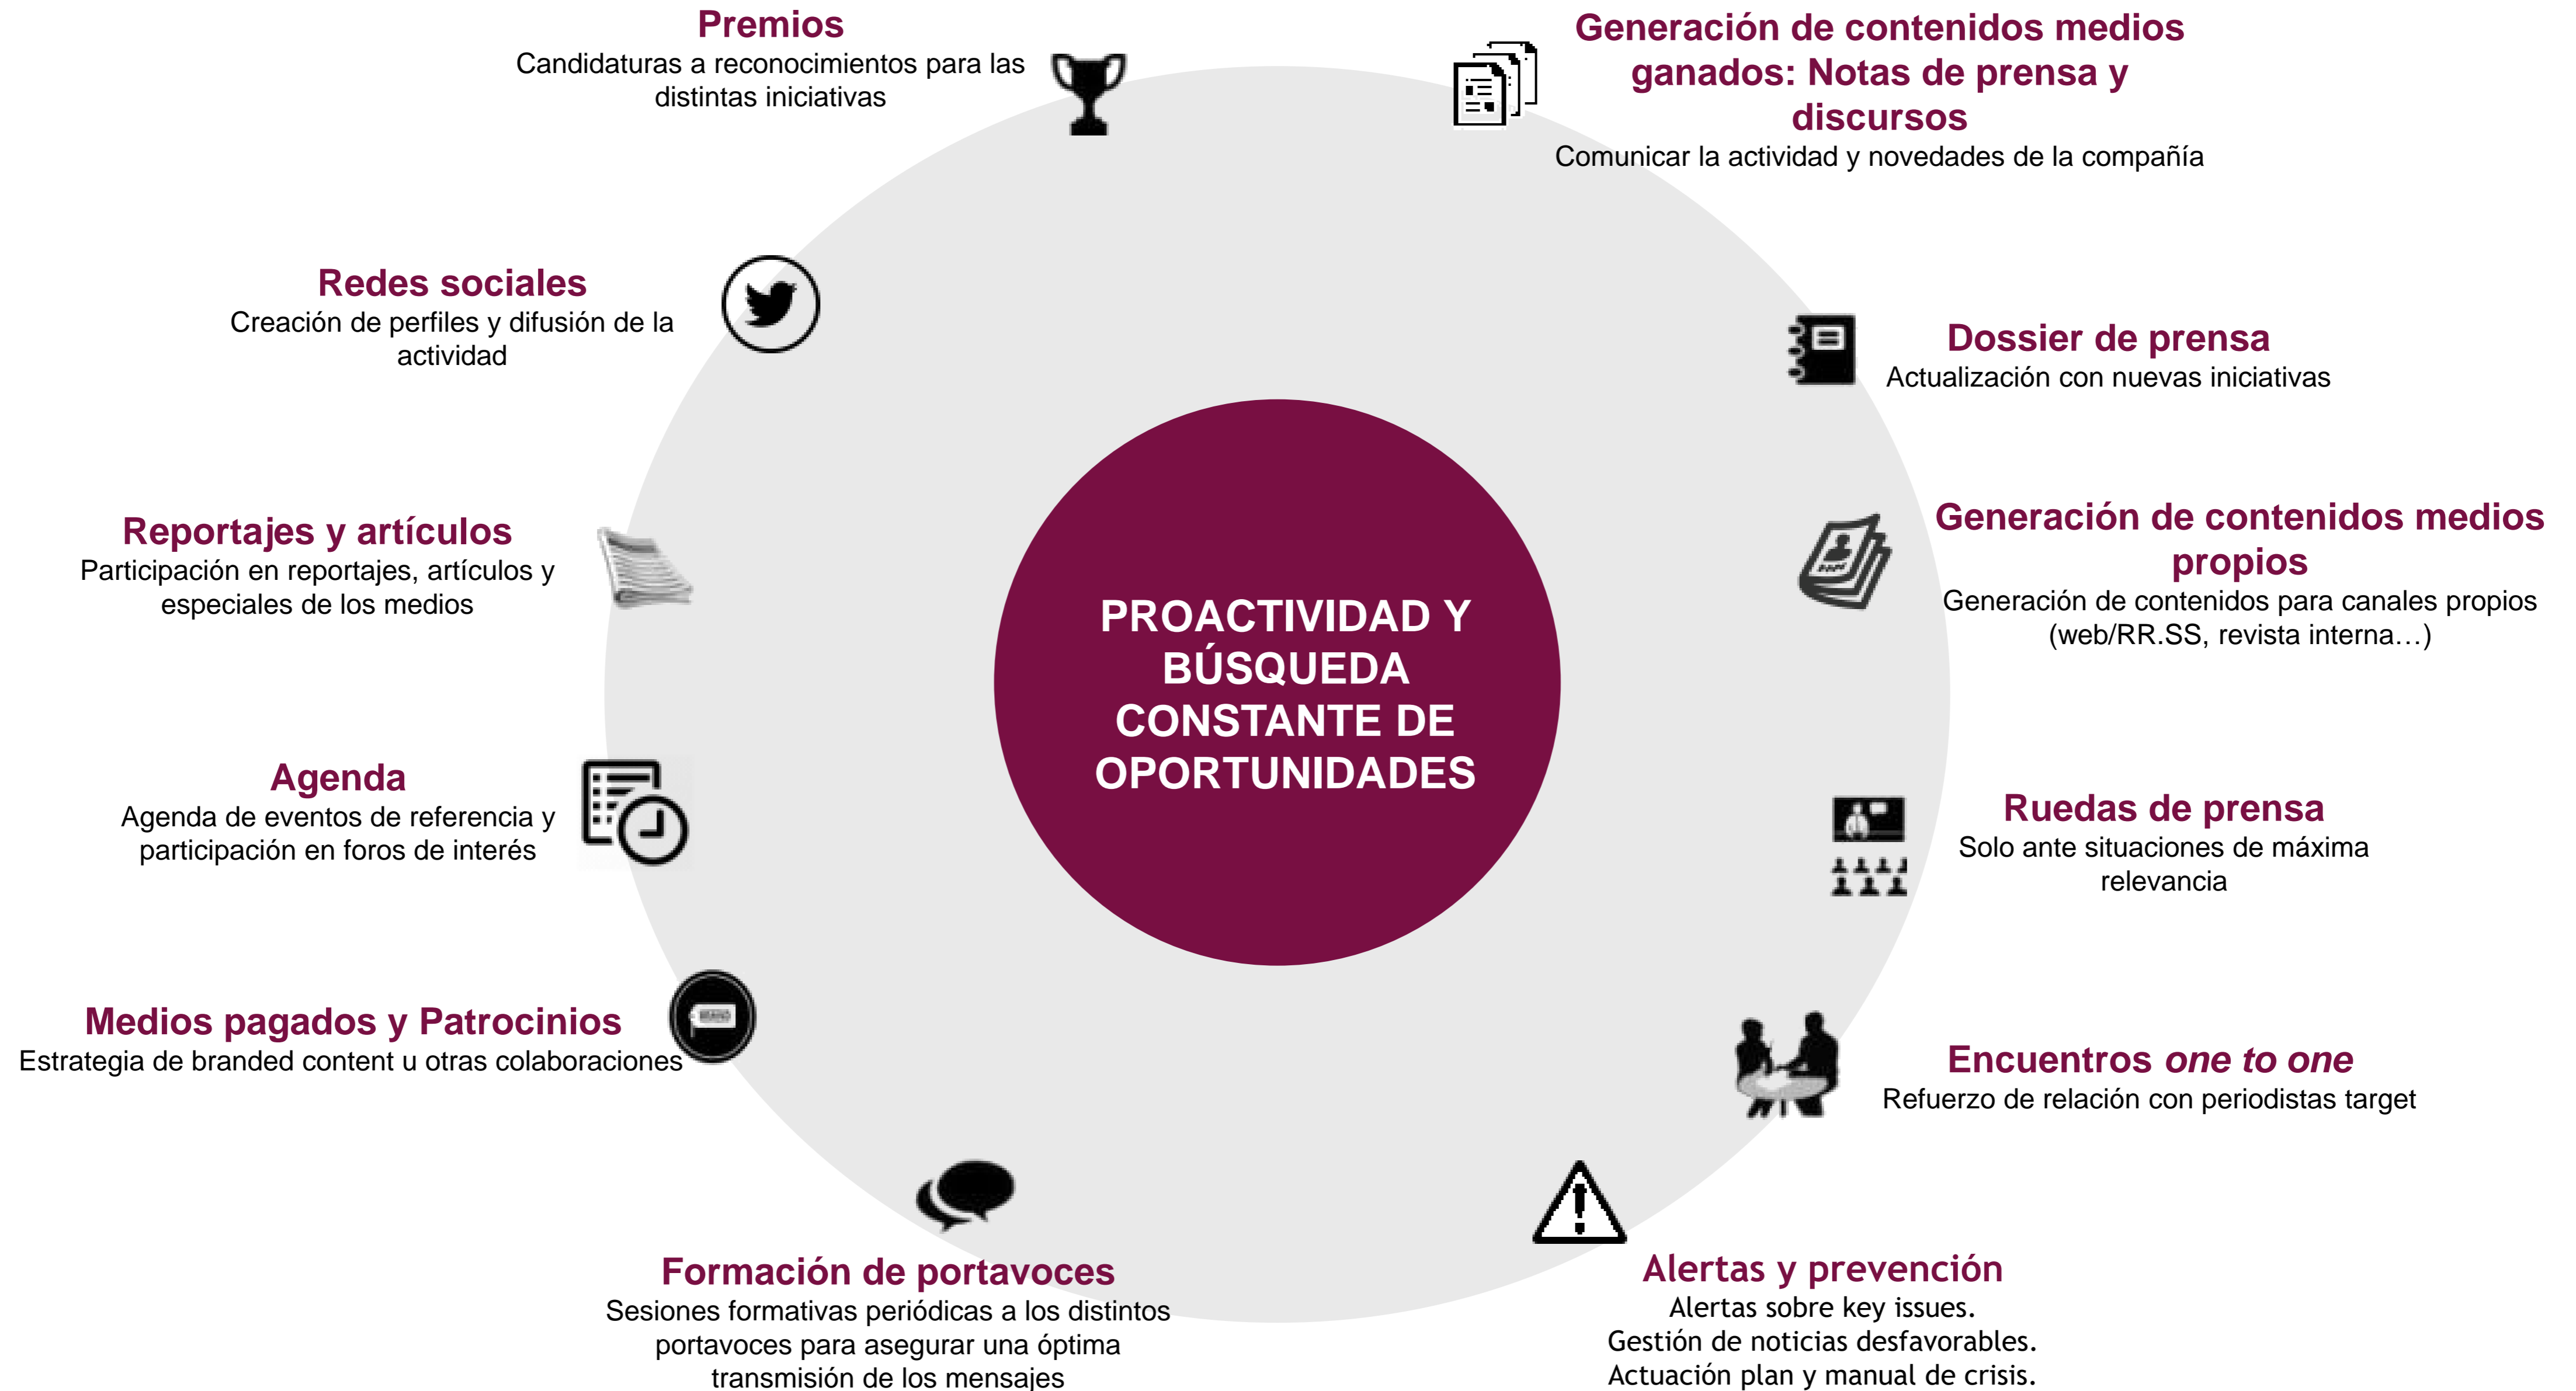 Premios
Candidaturas a reconocimientos para las
distintas iniciativas
Generación de contenidos medios
ganados: Notas de prensa y
discursos
Comunicar la actividad y novedades de la compañía
Redes sociales
Creación de perfiles y difusión de la
actividad
Dossier de prensa
Actualización con nuevas iniciativas
Reportajes y artículos
Participación en reportajes, artículos y
especiales de los medios
Generación de contenidos medios
propios
Generación de contenidos para canales propios
(web/RR.SS, revista interna…)
PROACTIVIDAD Y
BÚSQUEDA
CONSTANTE DE
OPORTUNIDADES
Agenda
Agenda de eventos de referencia y
participación en foros de interés
Ruedas de prensa
Solo ante situaciones de máxima
relevancia
Medios pagados y Patrocinios
Estrategia de branded content u otras colaboraciones
BRAND
Encuentros one to one
Refuerzo de relación con periodistas target
Formación de portavoces
Sesiones formativas periódicas a los distintos
portavoces para asegurar una óptima
transmisión de los mensajes
Alertas y prevención
Alertas sobre key issues.
Gestión de noticias desfavorables.
Actuación plan y manual de crisis.